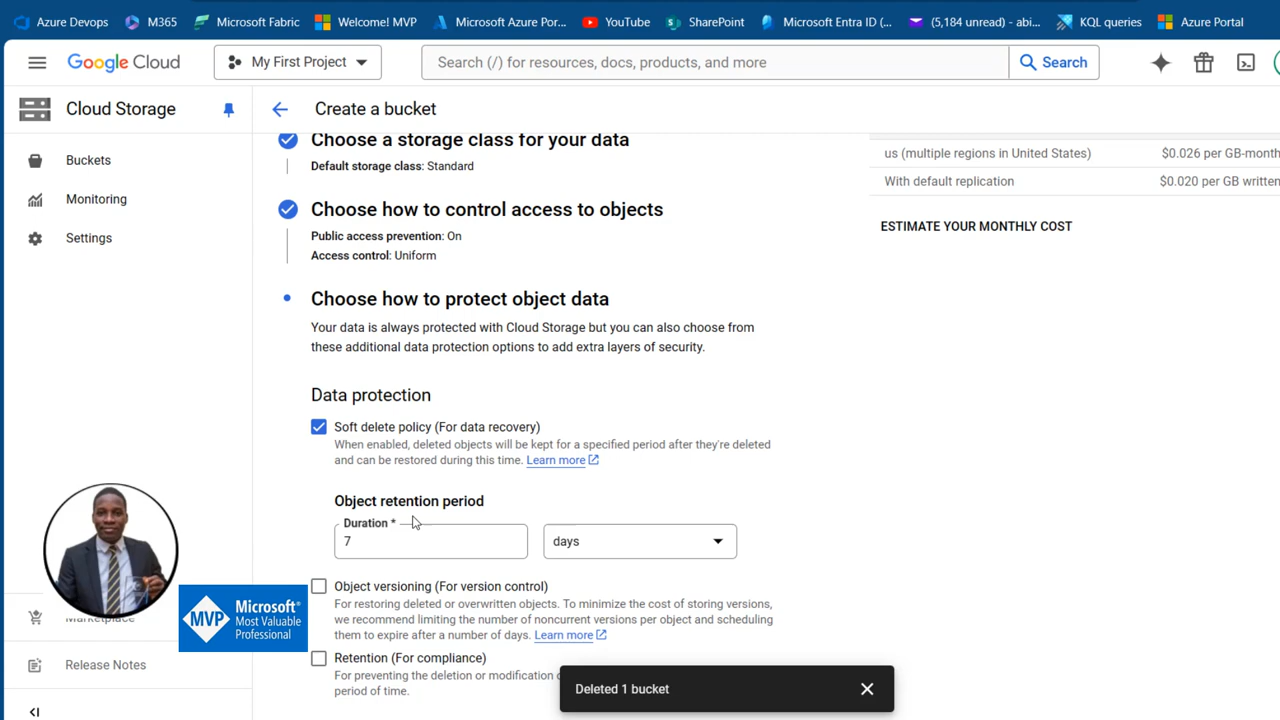 Azure Devops
M365
Microsoft Fabric
Welcome! MVP
Microsoft Azure Por...
YouTube
SharePoint
Microsoft Entra ID (...
(5,184 unread) - abi...
KQL queries
Azure Portal
Google Cloud
My First Project
Search (/) for resources, docs, products, and more
Search
Cloud Storage
Create a bucket
Buckets
Monitoring
Settings
Marketplace
Release Notes
Choose a storage class for your data
Default storage class: Standard
Choose how to control access to objects
Public access prevention: On
Access control: Uniform
Choose how to protect object data
Your data is always protected with Cloud Storage but you can also choose from
these additional data protection options to add extra layers of security.
Data protection
Soft delete policy (For data recovery)
When enabled, deleted objects will be kept for a specified period after they're deleted
and can be restored during this time. Learn more
Object retention period
Duration *
7
days
Object versioning (For version control)
For restoring deleted or overwritten objects. To minimize the cost of storing versions,
we recommend limiting the number of noncurrent versions per object and scheduling
them to expire after a number of days. Learn more
Retention (For compliance)
For preventing the deletion or modification
period of time.
us (multiple regions in United States)
$0.026 per GB-month
With default replication
$0.020 per GB written
ESTIMATE YOUR MONTHLY COST
Deleted 1 bucket
MVP
Microsoft®
Most Valuable
Professional